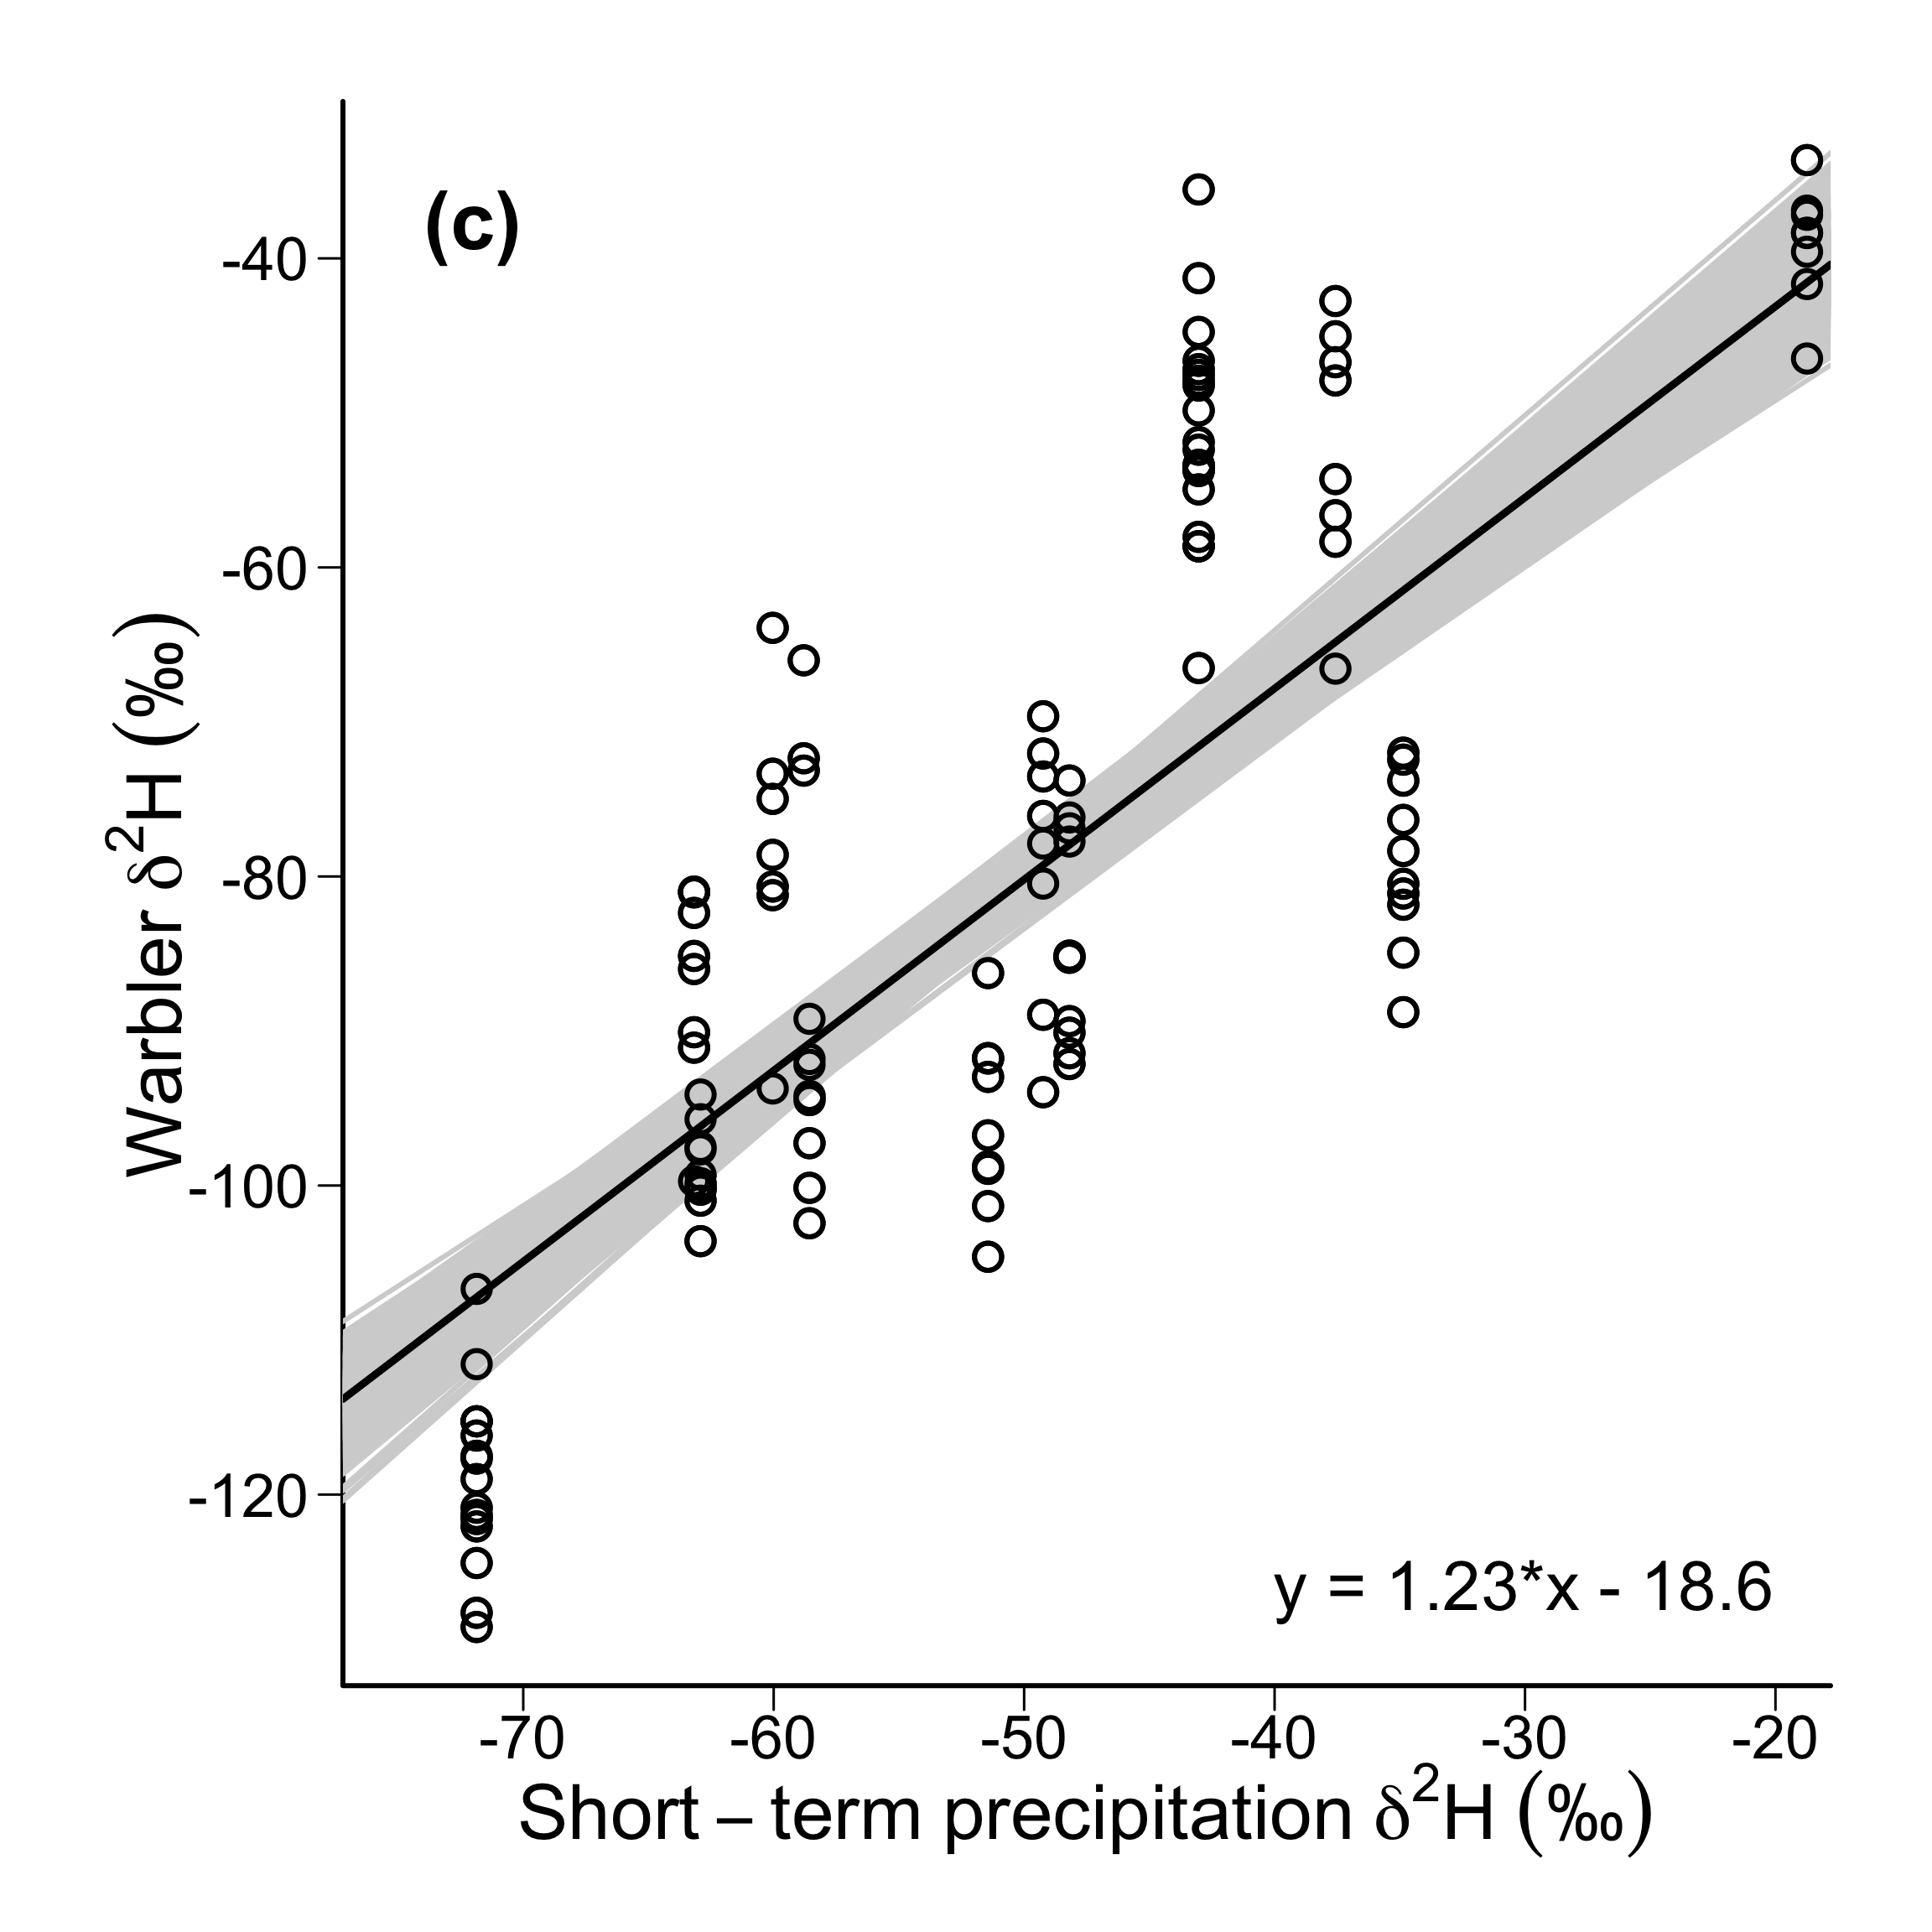 (c)
-40
-60
-80
-100
-120
Warbler δ²H (‰)
y = 1.23*x - 18.6
-70 -60 -50 -40 -30 -20
Short – term precipitation δ²H (‰)